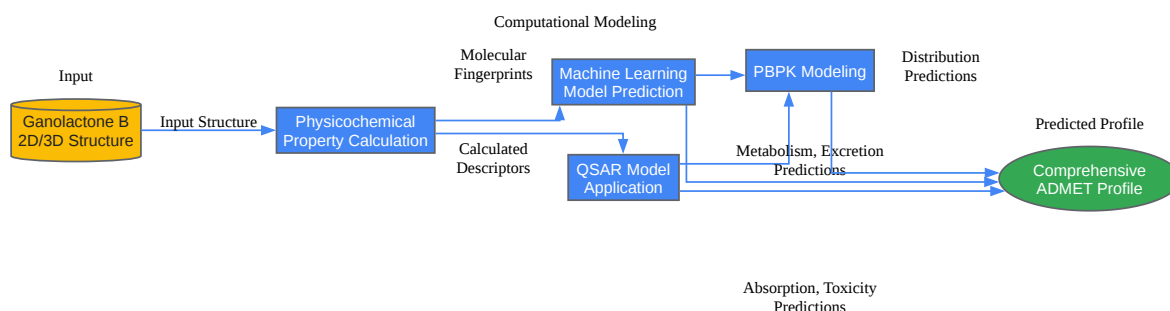 Computational Modeling
Input
Ganolactone B
2D/3D Structure
Input Structure
Physicochemical
Property Calculation
Molecular
Fingerprints
Calculated
Descriptors
Machine Learning
Model Prediction
QSAR Model
Application
PBPK Modeling
Distribution
Predictions
Metabolism, Excretion
Predictions
Absorption, Toxicity
Predictions
Predicted Profile
Comprehensive
ADMET Profile